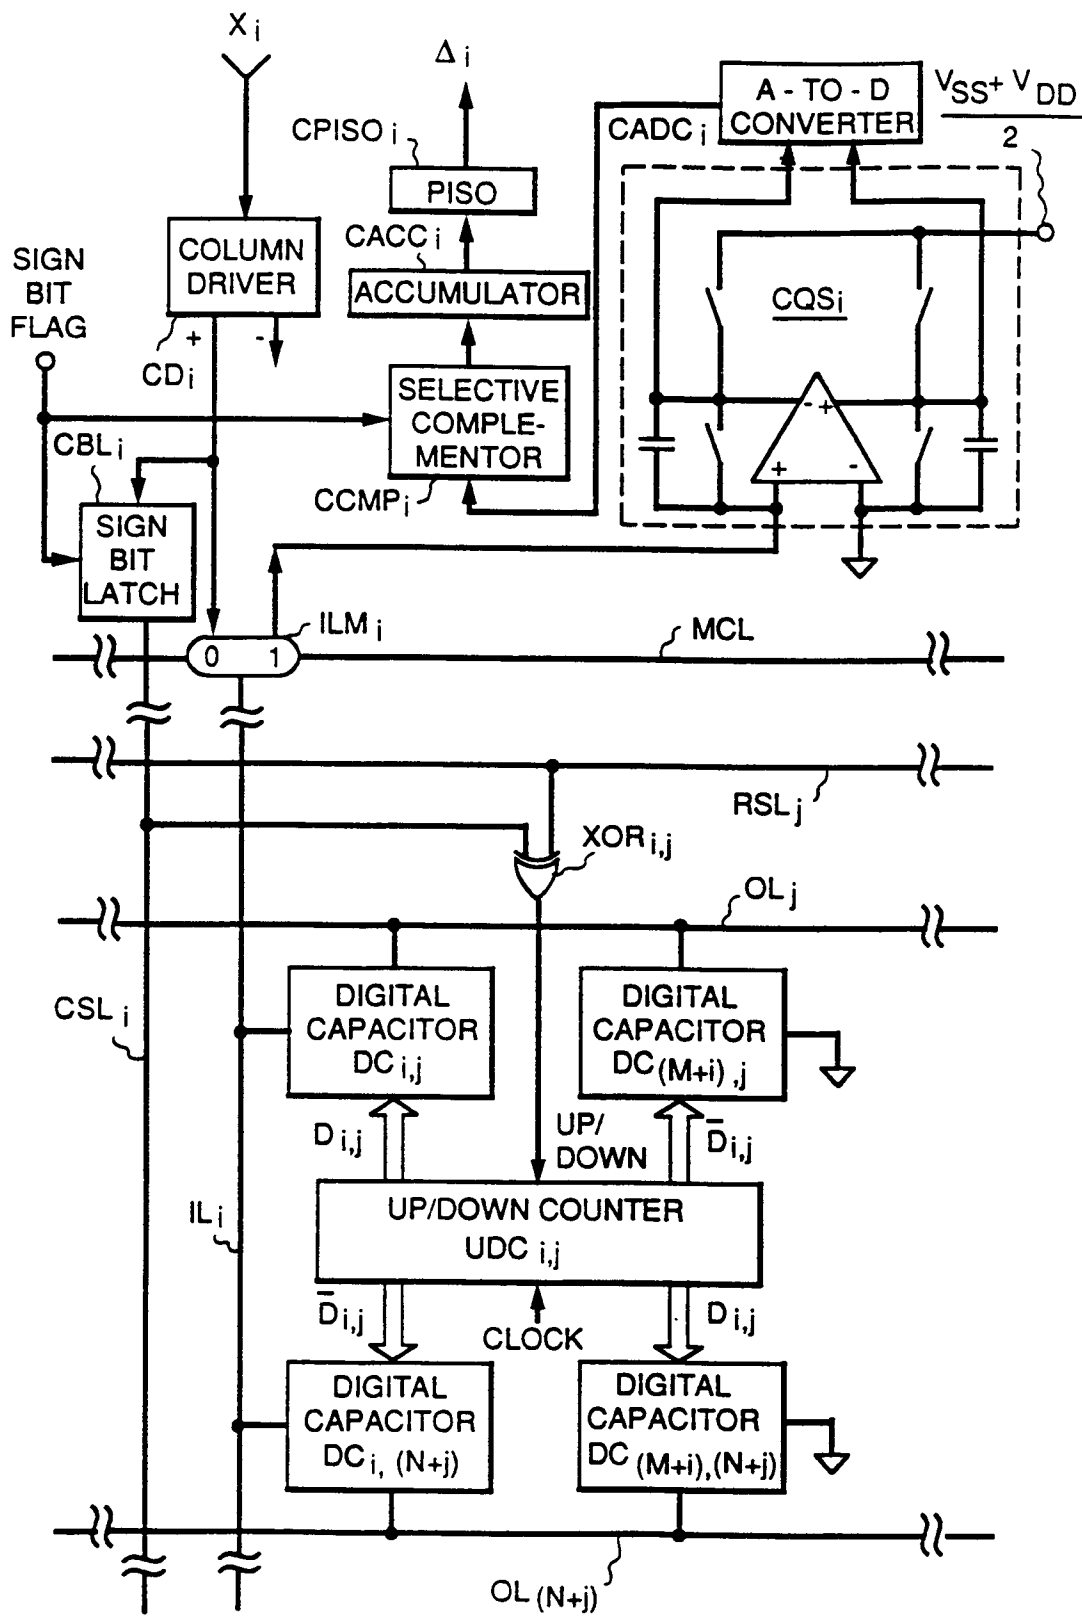 X i
Δ i
CPISO i
PISO
CACC i
ACCUMULATOR
A - TO - D
CONVERTER
CADC i
VSS + VDD
2
COLUMN
DRIVER
+ -
CD i
SIGN
BIT
FLAG
SELECTIVE
COMPLE-
MENTOR
CCMP i
CQS i
- +
+ -
CBL i
SIGN
BIT
LATCH
ILM i
0 1
MCL
RSL j
XOR i,j
OL j
CSL i
DIGITAL
CAPACITOR
DC i,j
DIGITAL
CAPACITOR
DC (M+i) ,j
D i,j
UP/
DOWN
D̅ i,j
IL i
UP/DOWN COUNTER
UDC i,j
D̅ i,j
CLOCK
D i,j
DIGITAL
CAPACITOR
DC i, (N+j)
DIGITAL
CAPACITOR
DC (M+i),(N+j)
OL (N+j)